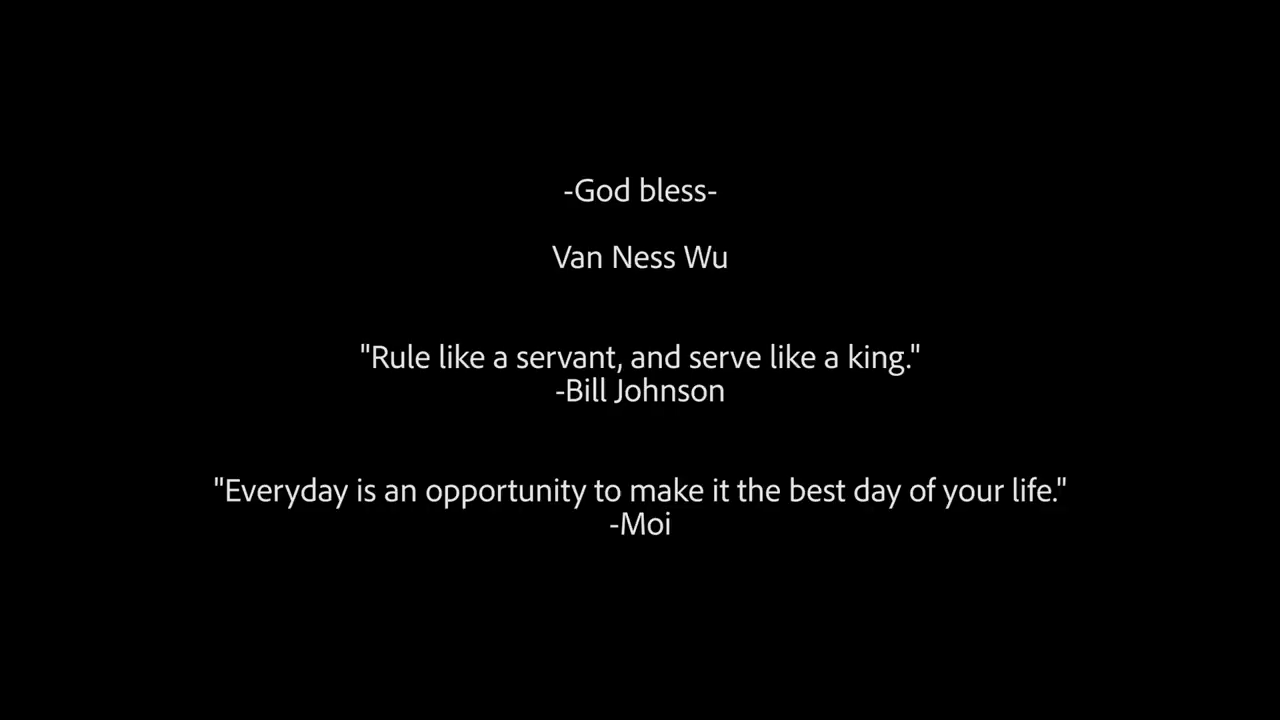 -God bless-
Van Ness Wu
"Rule like a servant, and serve like a king."
-Bill Johnson
"Everyday is an opportunity to make it the best day of your life."
-Moi